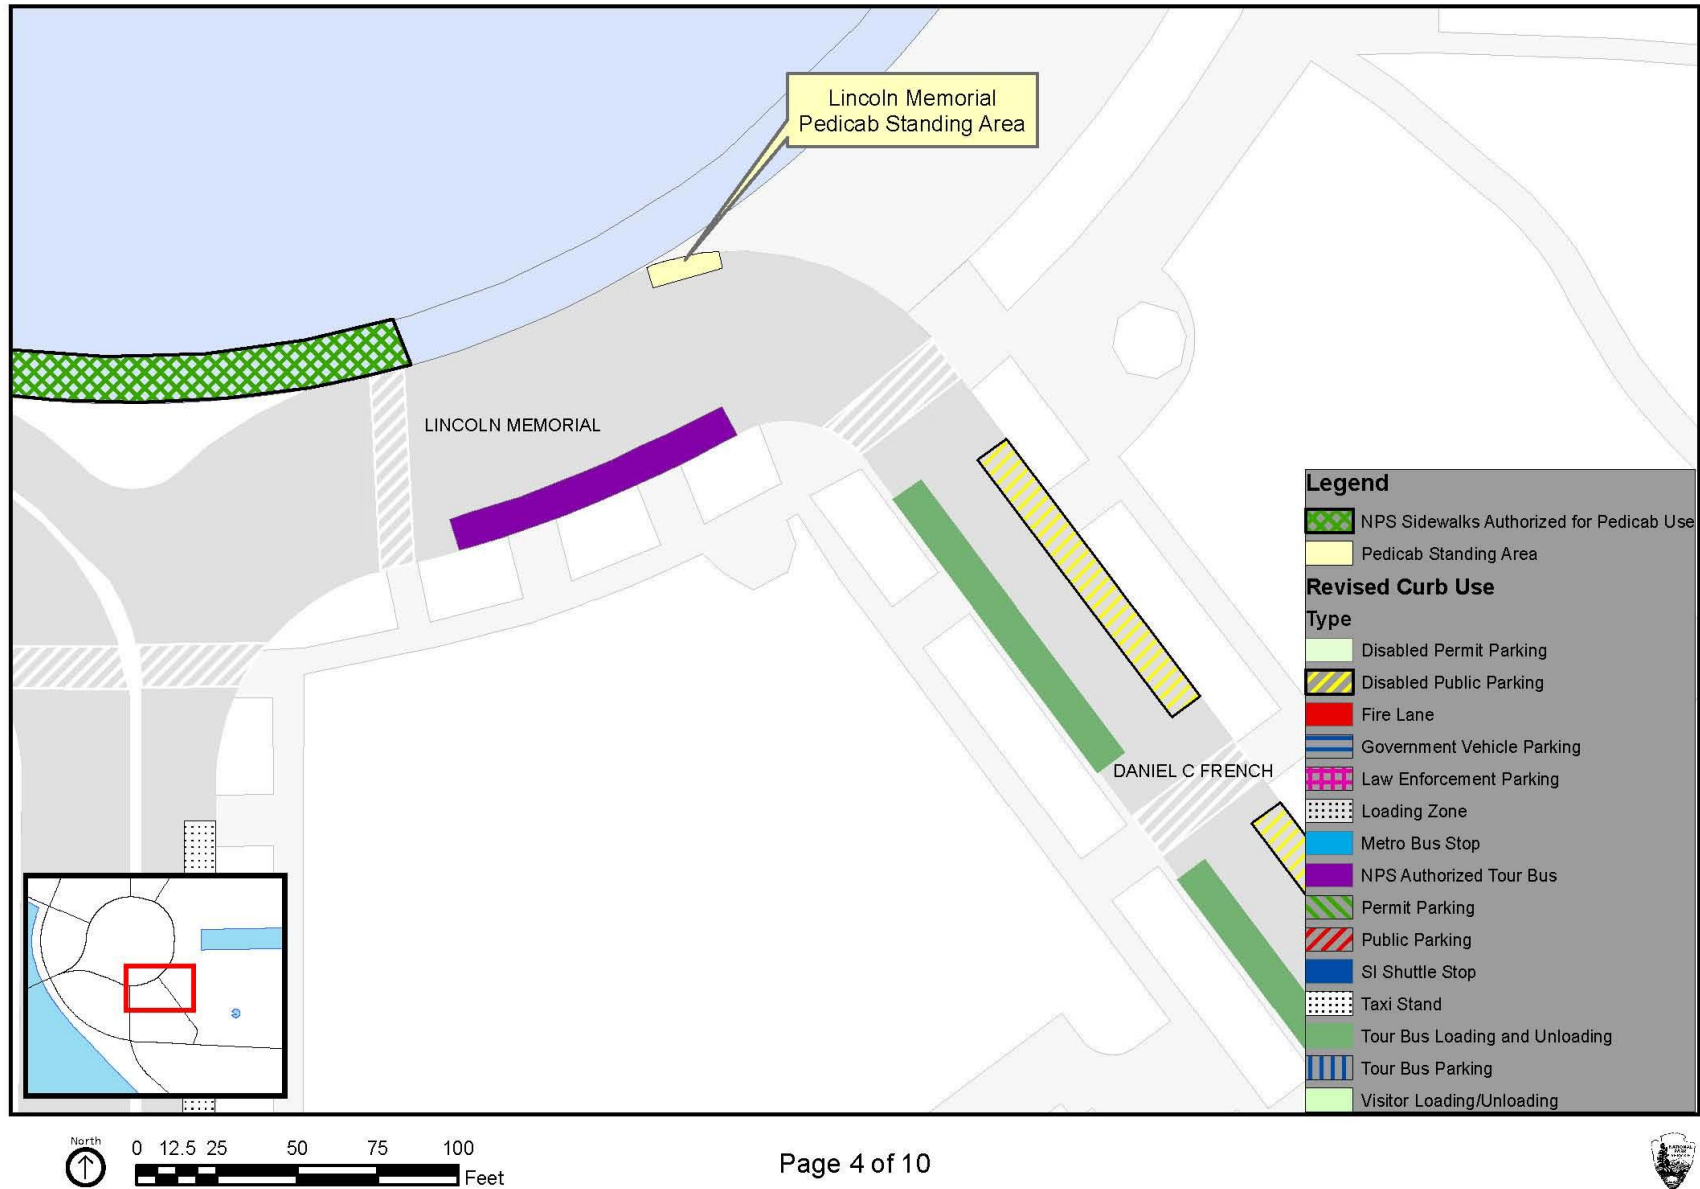 Lincoln Memorial
Pedicab Standing Area
LINCOLN MEMORIAL
DANIEL C FRENCH
Legend
NPS Sidewalks Authorized for Pedicab Use
Pedicab Standing Area
Revised Curb Use
Type
Disabled Permit Parking
Disabled Public Parking
Fire Lane
Government Vehicle Parking
Law Enforcement Parking
Loading Zone
Metro Bus Stop
NPS Authorized Tour Bus
Permit Parking
Public Parking
SI Shuttle Stop
Taxi Stand
Tour Bus Loading and Unloading
Tour Bus Parking
Visitor Loading/Unloading
North
0 12.5 25 50 75 100
Feet
Page 4 of 10
NATIONAL
PARK
SERVICE